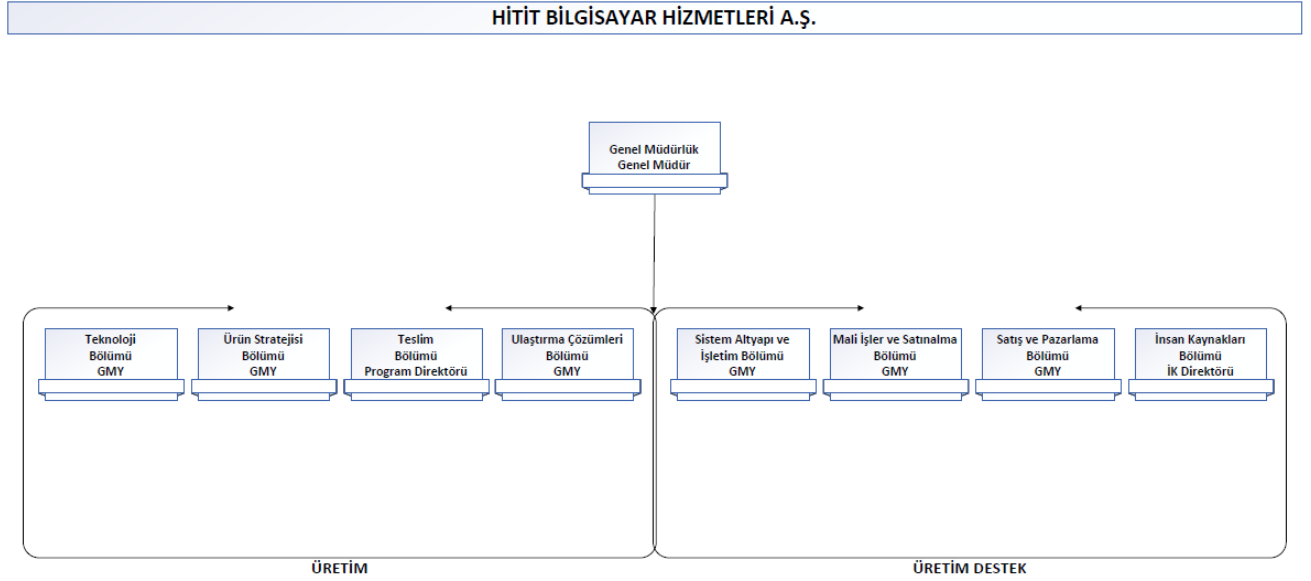 HİTİT BİLGİSAYAR HİZMETLERİ A.Ş.
Genel Müdürlük
Genel Müdür
Teknoloji
Bölümü
GMY
Ürün Stratejisi
Bölümü
GMY
Teslim
Bölümü
Program Direktörü
Ulaştırma Çözümleri
Bölümü
GMY
Sistem Altyapı ve
İşletim Bölümü
GMY
Mali İşler ve Satınalma
Bölümü
GMY
Satış ve Pazarlama
Bölümü
GMY
İnsan Kaynakları
Bölümü
İK Direktörü
ÜRETİM
ÜRETİM DESTEK